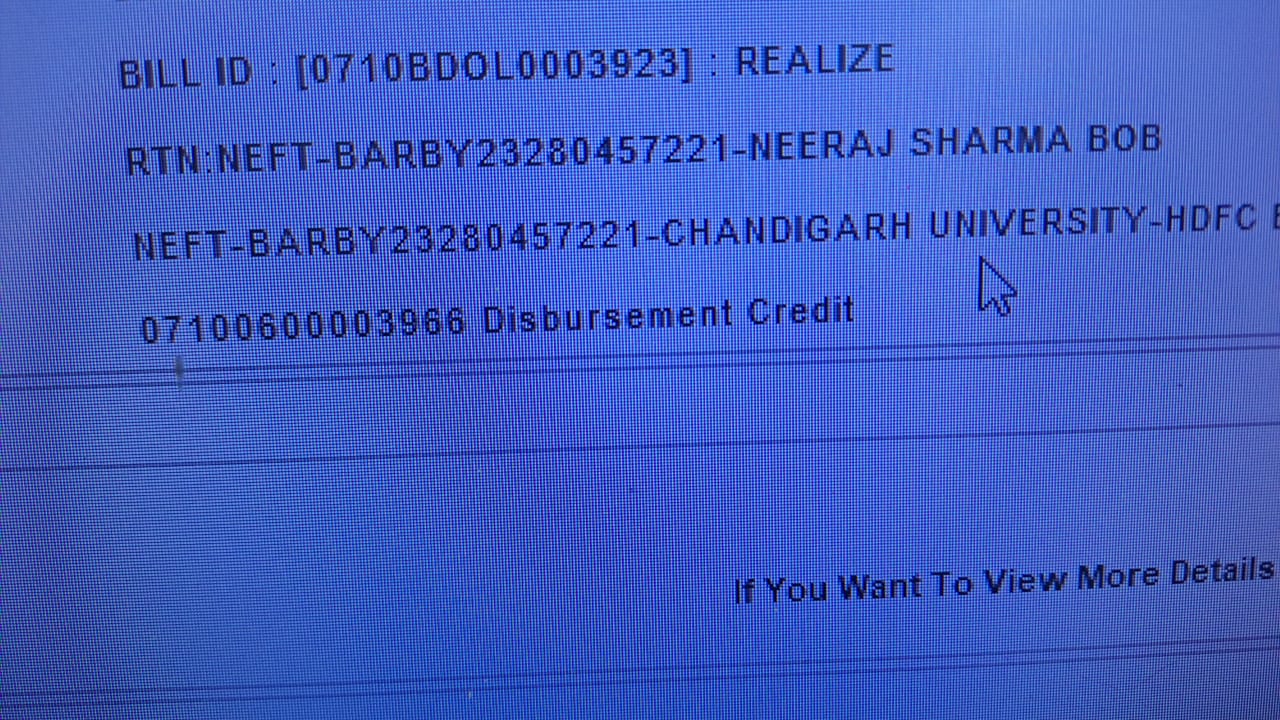 BILL ID : [0710BDOL0003923] : REALIZE
RTN:NEFT-BARBY23280457221-NEERAJ SHARMA BOB
NEFT-BARBY23280457221-CHANDIGARH UNIVERSITY-HDFC
07100600003966 Disbursement Credit
If You Want To View More Details